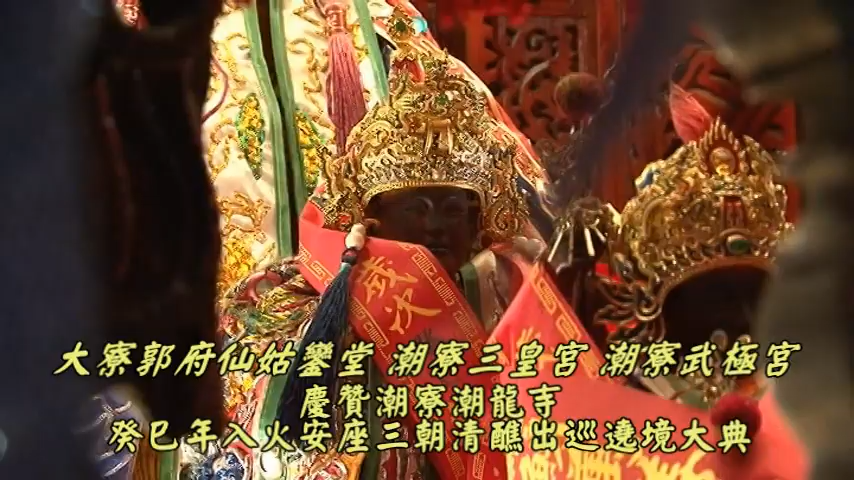 歲次
大寮郭府仙姑鑾堂 潮寮三皇宮 潮寮武極宮
慶贊潮寮潮龍寺
癸巳年入火安座三朝清醮出巡遶境大典